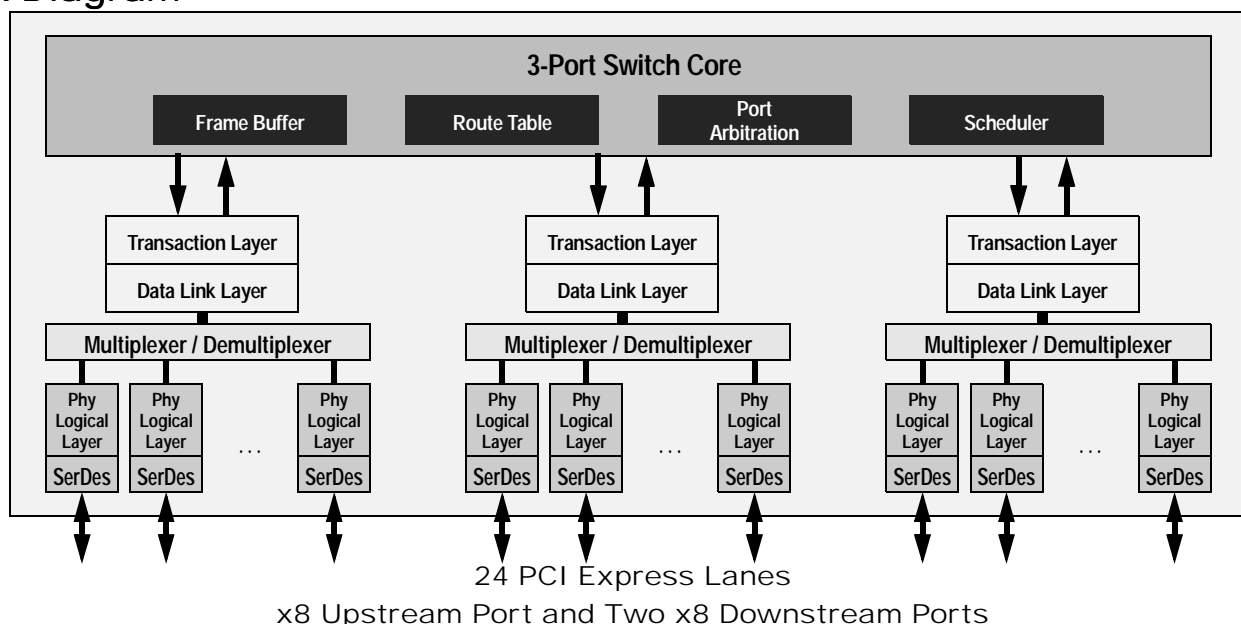 Diagram
3-Port Switch Core
Frame Buffer
Route Table
Port
Arbitration
Scheduler
Transaction Layer
Transaction Layer
Transaction Layer
Data Link Layer
Data Link Layer
Data Link Layer
Multiplexer / Demultiplexer
Multiplexer / Demultiplexer
Multiplexer / Demultiplexer
Phy
Logical
Layer
SerDes
Phy
Logical
Layer
SerDes
...
Phy
Logical
Layer
SerDes
Phy
Logical
Layer
SerDes
Phy
Logical
Layer
SerDes
...
Phy
Logical
Layer
SerDes
Phy
Logical
Layer
SerDes
Phy
Logical
Layer
SerDes
...
Phy
Logical
Layer
SerDes
24 PCI Express Lanes
x8 Upstream Port and Two x8 Downstream Ports